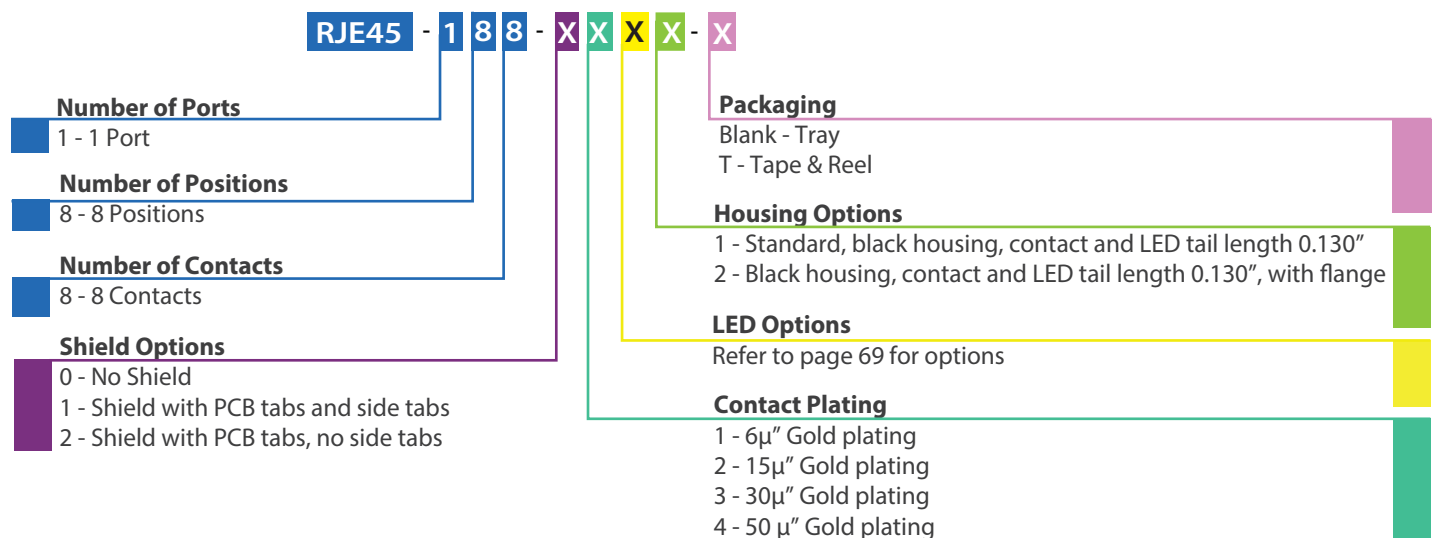 RJE45 - 1 8 8 - X X X X - X
Number of Ports
1 - 1 Port
Number of Positions
8 - 8 Positions
Number of Contacts
8 - 8 Contacts
Shield Options
0 - No Shield
1 - Shield with PCB tabs and side tabs
2 - Shield with PCB tabs, no side tabs
Packaging
Blank - Tray
T - Tape & Reel
Housing Options
1 - Standard, black housing, contact and LED tail length 0.130”
2 - Black housing, contact and LED tail length 0.130”, with flange
LED Options
Refer to page 69 for options
Contact Plating
1 - 6µ” Gold plating
2 - 15µ” Gold plating
3 - 30µ” Gold plating
4 - 50 µ” Gold plating